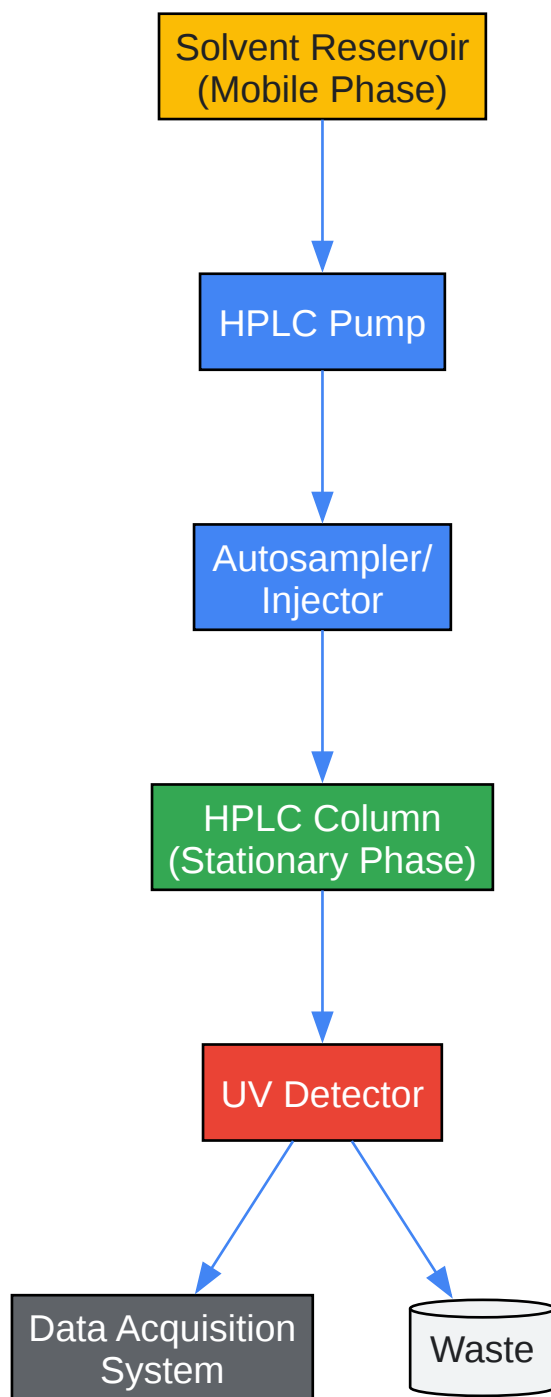 Solvent Reservoir
(Mobile Phase)
HPLC Pump
Autosampler/
Injector
HPLC Column
(Stationary Phase)
UV Detector
Data Acquisition
System
Waste